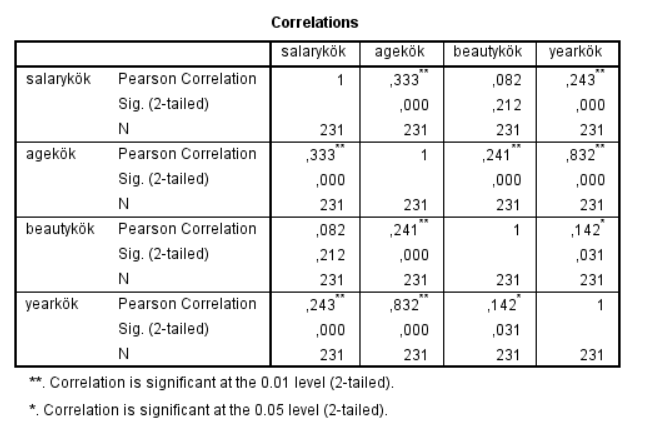 Correlations
salarykök agekök beautykök yearkök
salarykök Pearson Correlation 1 ,333** ,082 ,243**
Sig. (2-tailed) ,000 ,212 ,000
N 231 231 231 231
agekök Pearson Correlation ,333** 1 ,241** ,832**
Sig. (2-tailed) ,000 ,000 ,000
N 231 231 231 231
beautykök Pearson Correlation ,082 ,241** 1 ,142*
Sig. (2-tailed) ,212 ,000 ,031
N 231 231 231 231
yearkök Pearson Correlation ,243** ,832** ,142* 1
Sig. (2-tailed) ,000 ,000 ,031
N 231 231 231 231
**. Correlation is significant at the 0.01 level (2-tailed).
*. Correlation is significant at the 0.05 level (2-tailed).